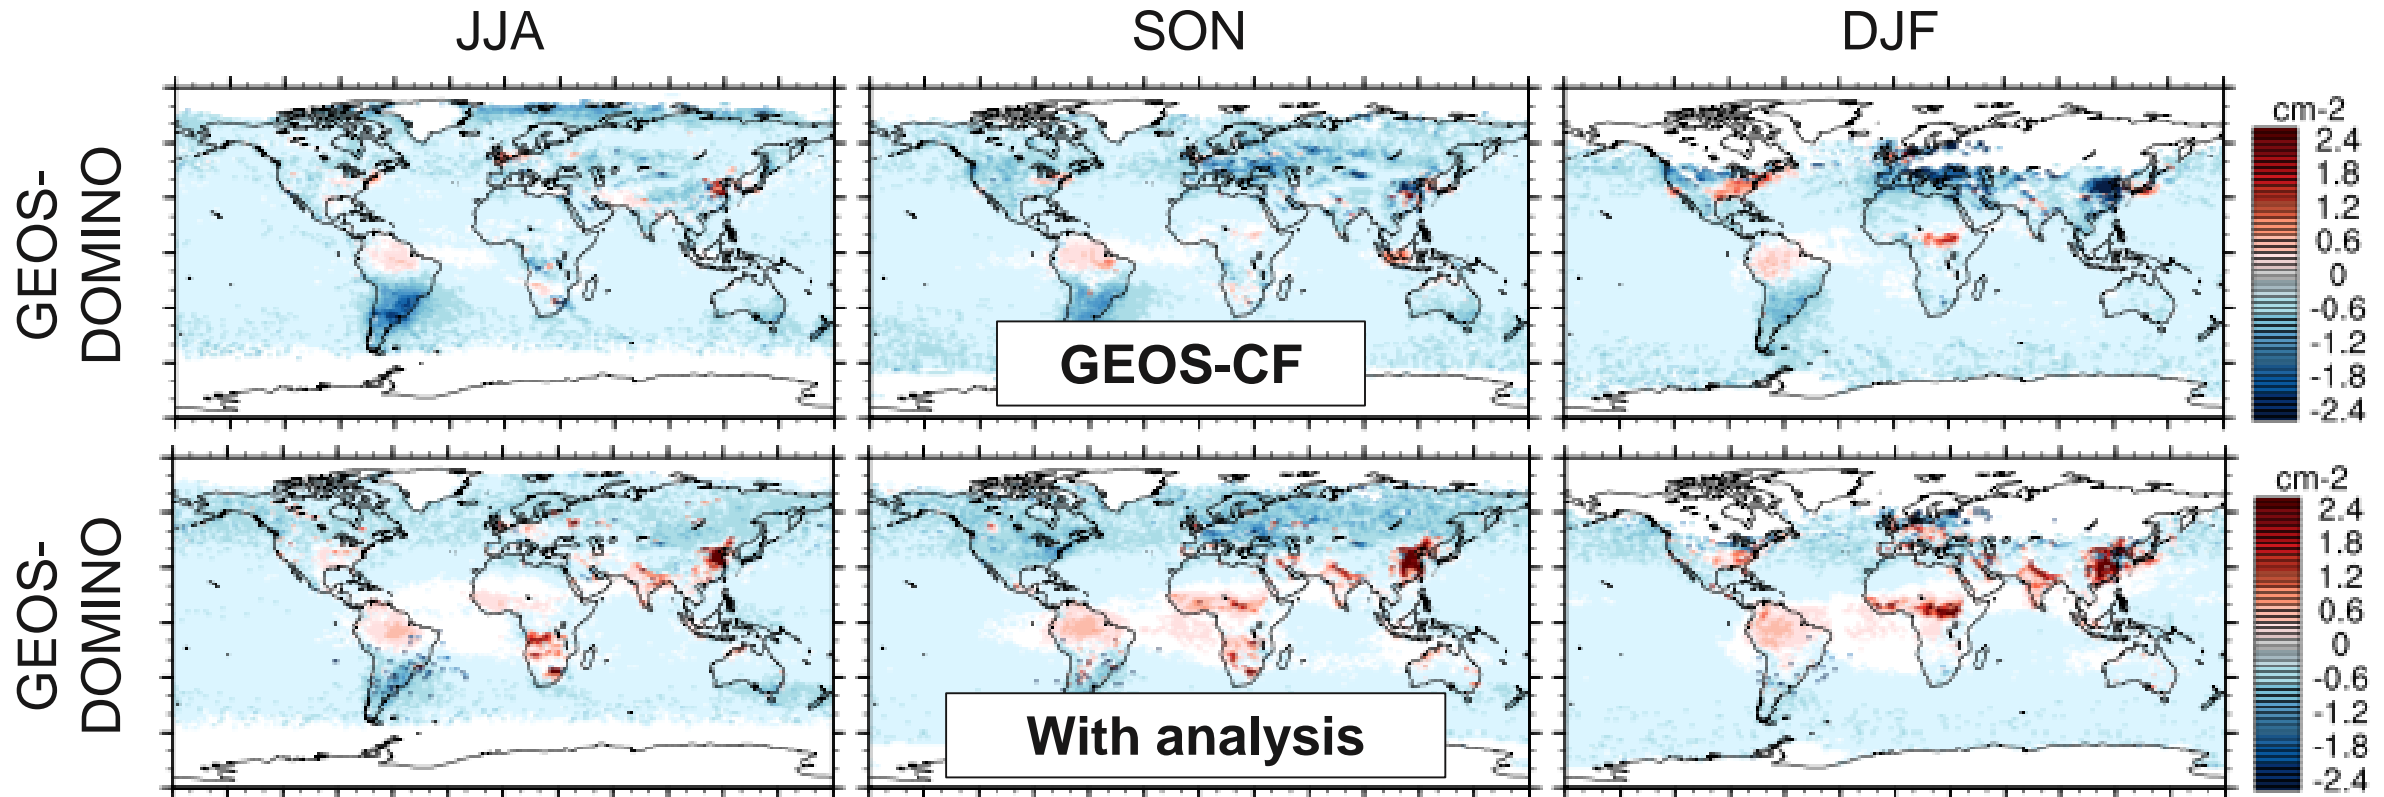 JJA SON DJF
GEOS-
DOMINO
GEOS-CF
cm-2
2.4
1.8
1.2
0.6
0
-0.6
-1.2
-1.8
-2.4
GEOS-
DOMINO
With analysis
cm-2
2.4
1.8
1.2
0.6
0
-0.6
-1.2
-1.8
-2.4